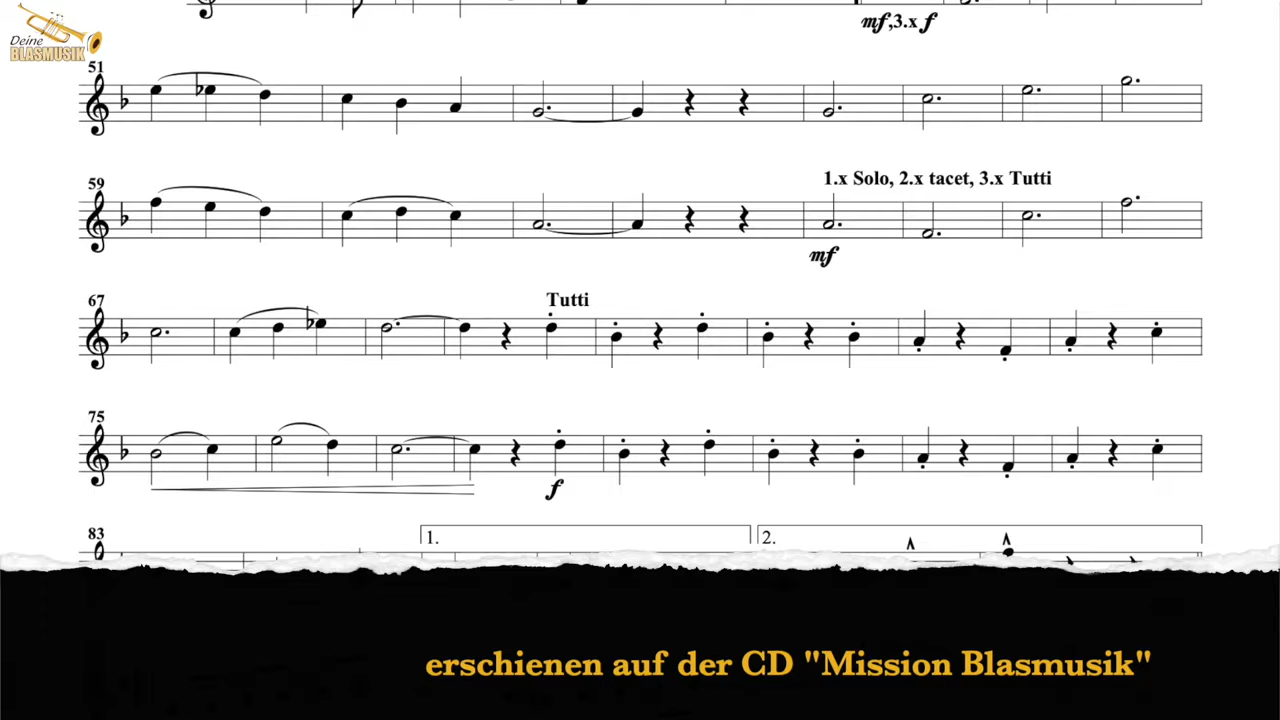 mf,3.x f
Deine
BLASMUSIK
51
59
1.x Solo, 2.x tacet, 3.x Tutti
mf
67
Tutti
75
f
83
1.
2.
erschienen auf der CD "Mission Blasmusik"